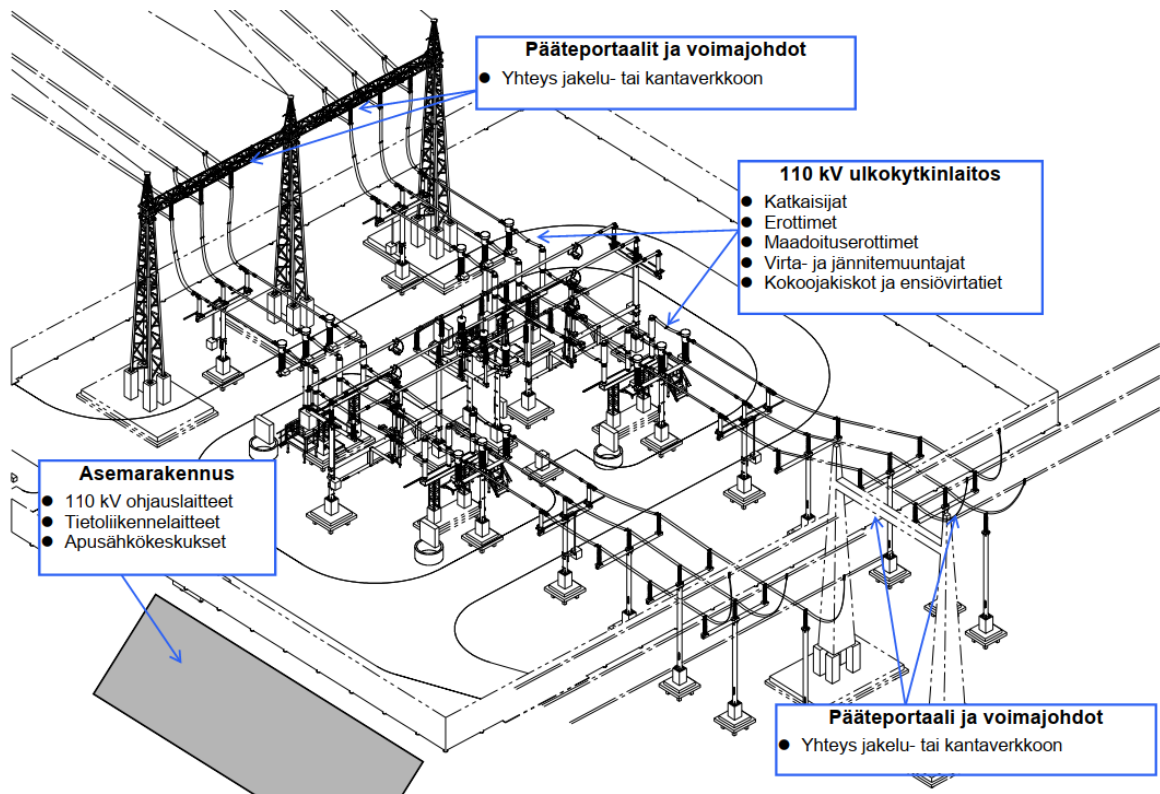 Pääteportaalit ja voimajohdot
● Yhteys jakelu- tai kantaverkkoon
110 kV ulkokytkinlaitos
● Katkaisijat
● Erottimet
● Maadoituserottimet
● Virta- ja jännitemuuntajat
● Kokoojakiskot ja ensiövirtatiet
Asemarakennus
● 110 kV ohjauslaitteet
● Tietoliikennelaitteet
● Apusähkökeskukset
Pääteportaali ja voimajohdot
● Yhteys jakelu- tai kantaverkkoon